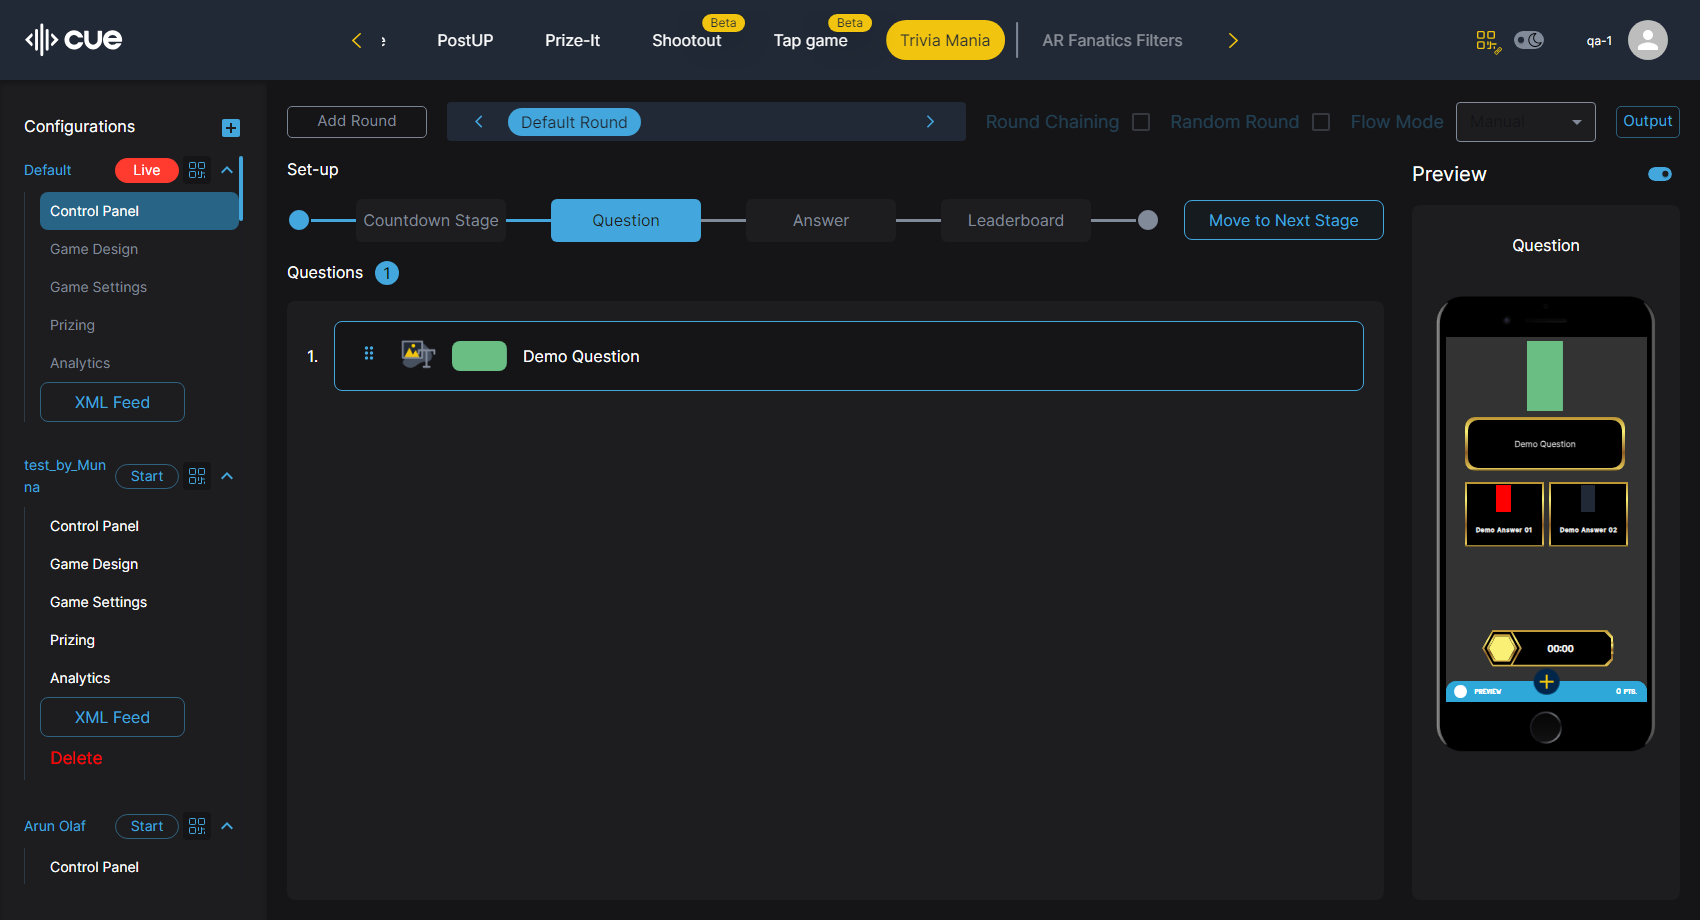 cue
PostUP
Prize-It
Shootout
Beta
Tap game
Beta
Trivia Mania
AR Fanatics Filters
qa-1
Configurations
Default
Live
Control Panel
Game Design
Game Settings
Prizing
Analytics
XML Feed
test_by_Mun
na
Start
Control Panel
Game Design
Game Settings
Prizing
Analytics
XML Feed
Delete
Arun Olaf
Start
Control Panel
Add Round
Default Round
Round Chaining
Random Round
Flow Mode
Manual
Output
Set-up
Countdown Stage
Question
Answer
Leaderboard
Move to Next Stage
Questions 1
1.
Demo Question
Preview
Question
Demo Question
Demo Answer 01
Demo Answer 02
00:00
PREVIEW
0 PTS.